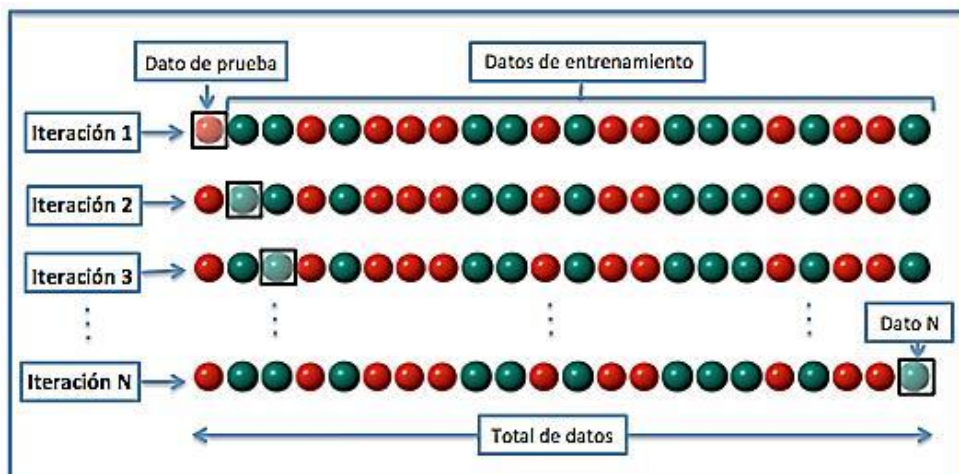 Dato de prueba
Datos de entrenamiento
Iteración 1
Iteración 2
Iteración 3
Dato N
Iteración N
Total de datos